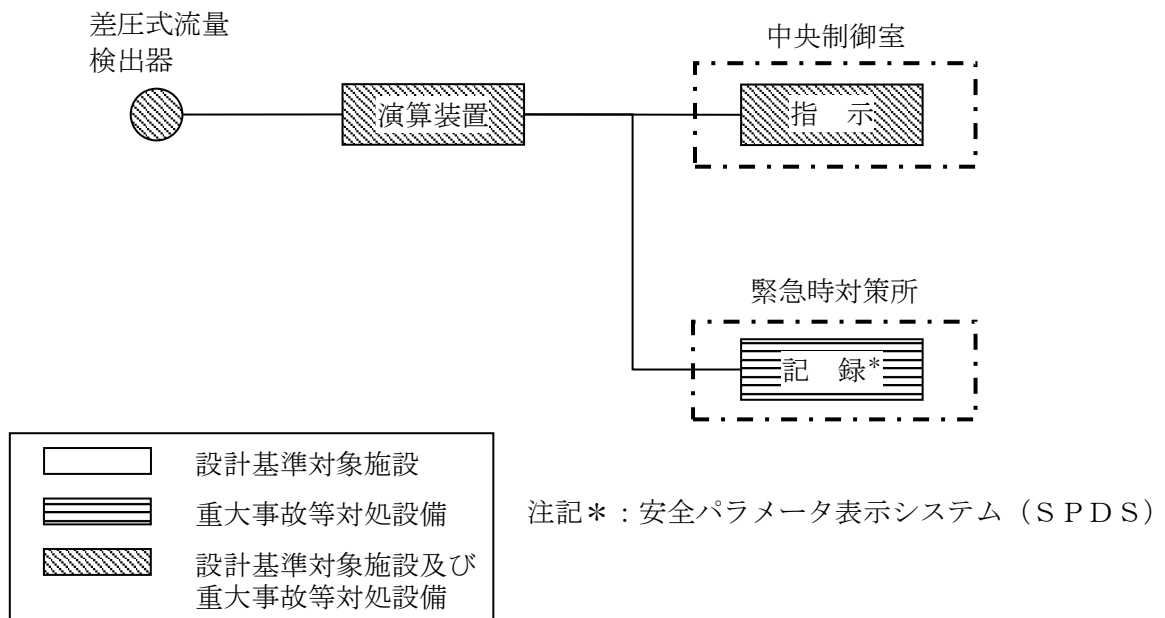 差圧式流量
検出器
演算装置
中央制御室
指　示
緊急時対策所
記　録*
設計基準対象施設
重大事故等対処設備
設計基準対象施設及び
重大事故等対処設備
注記＊：安全パラメータ表示システム（ＳＰＤＳ）